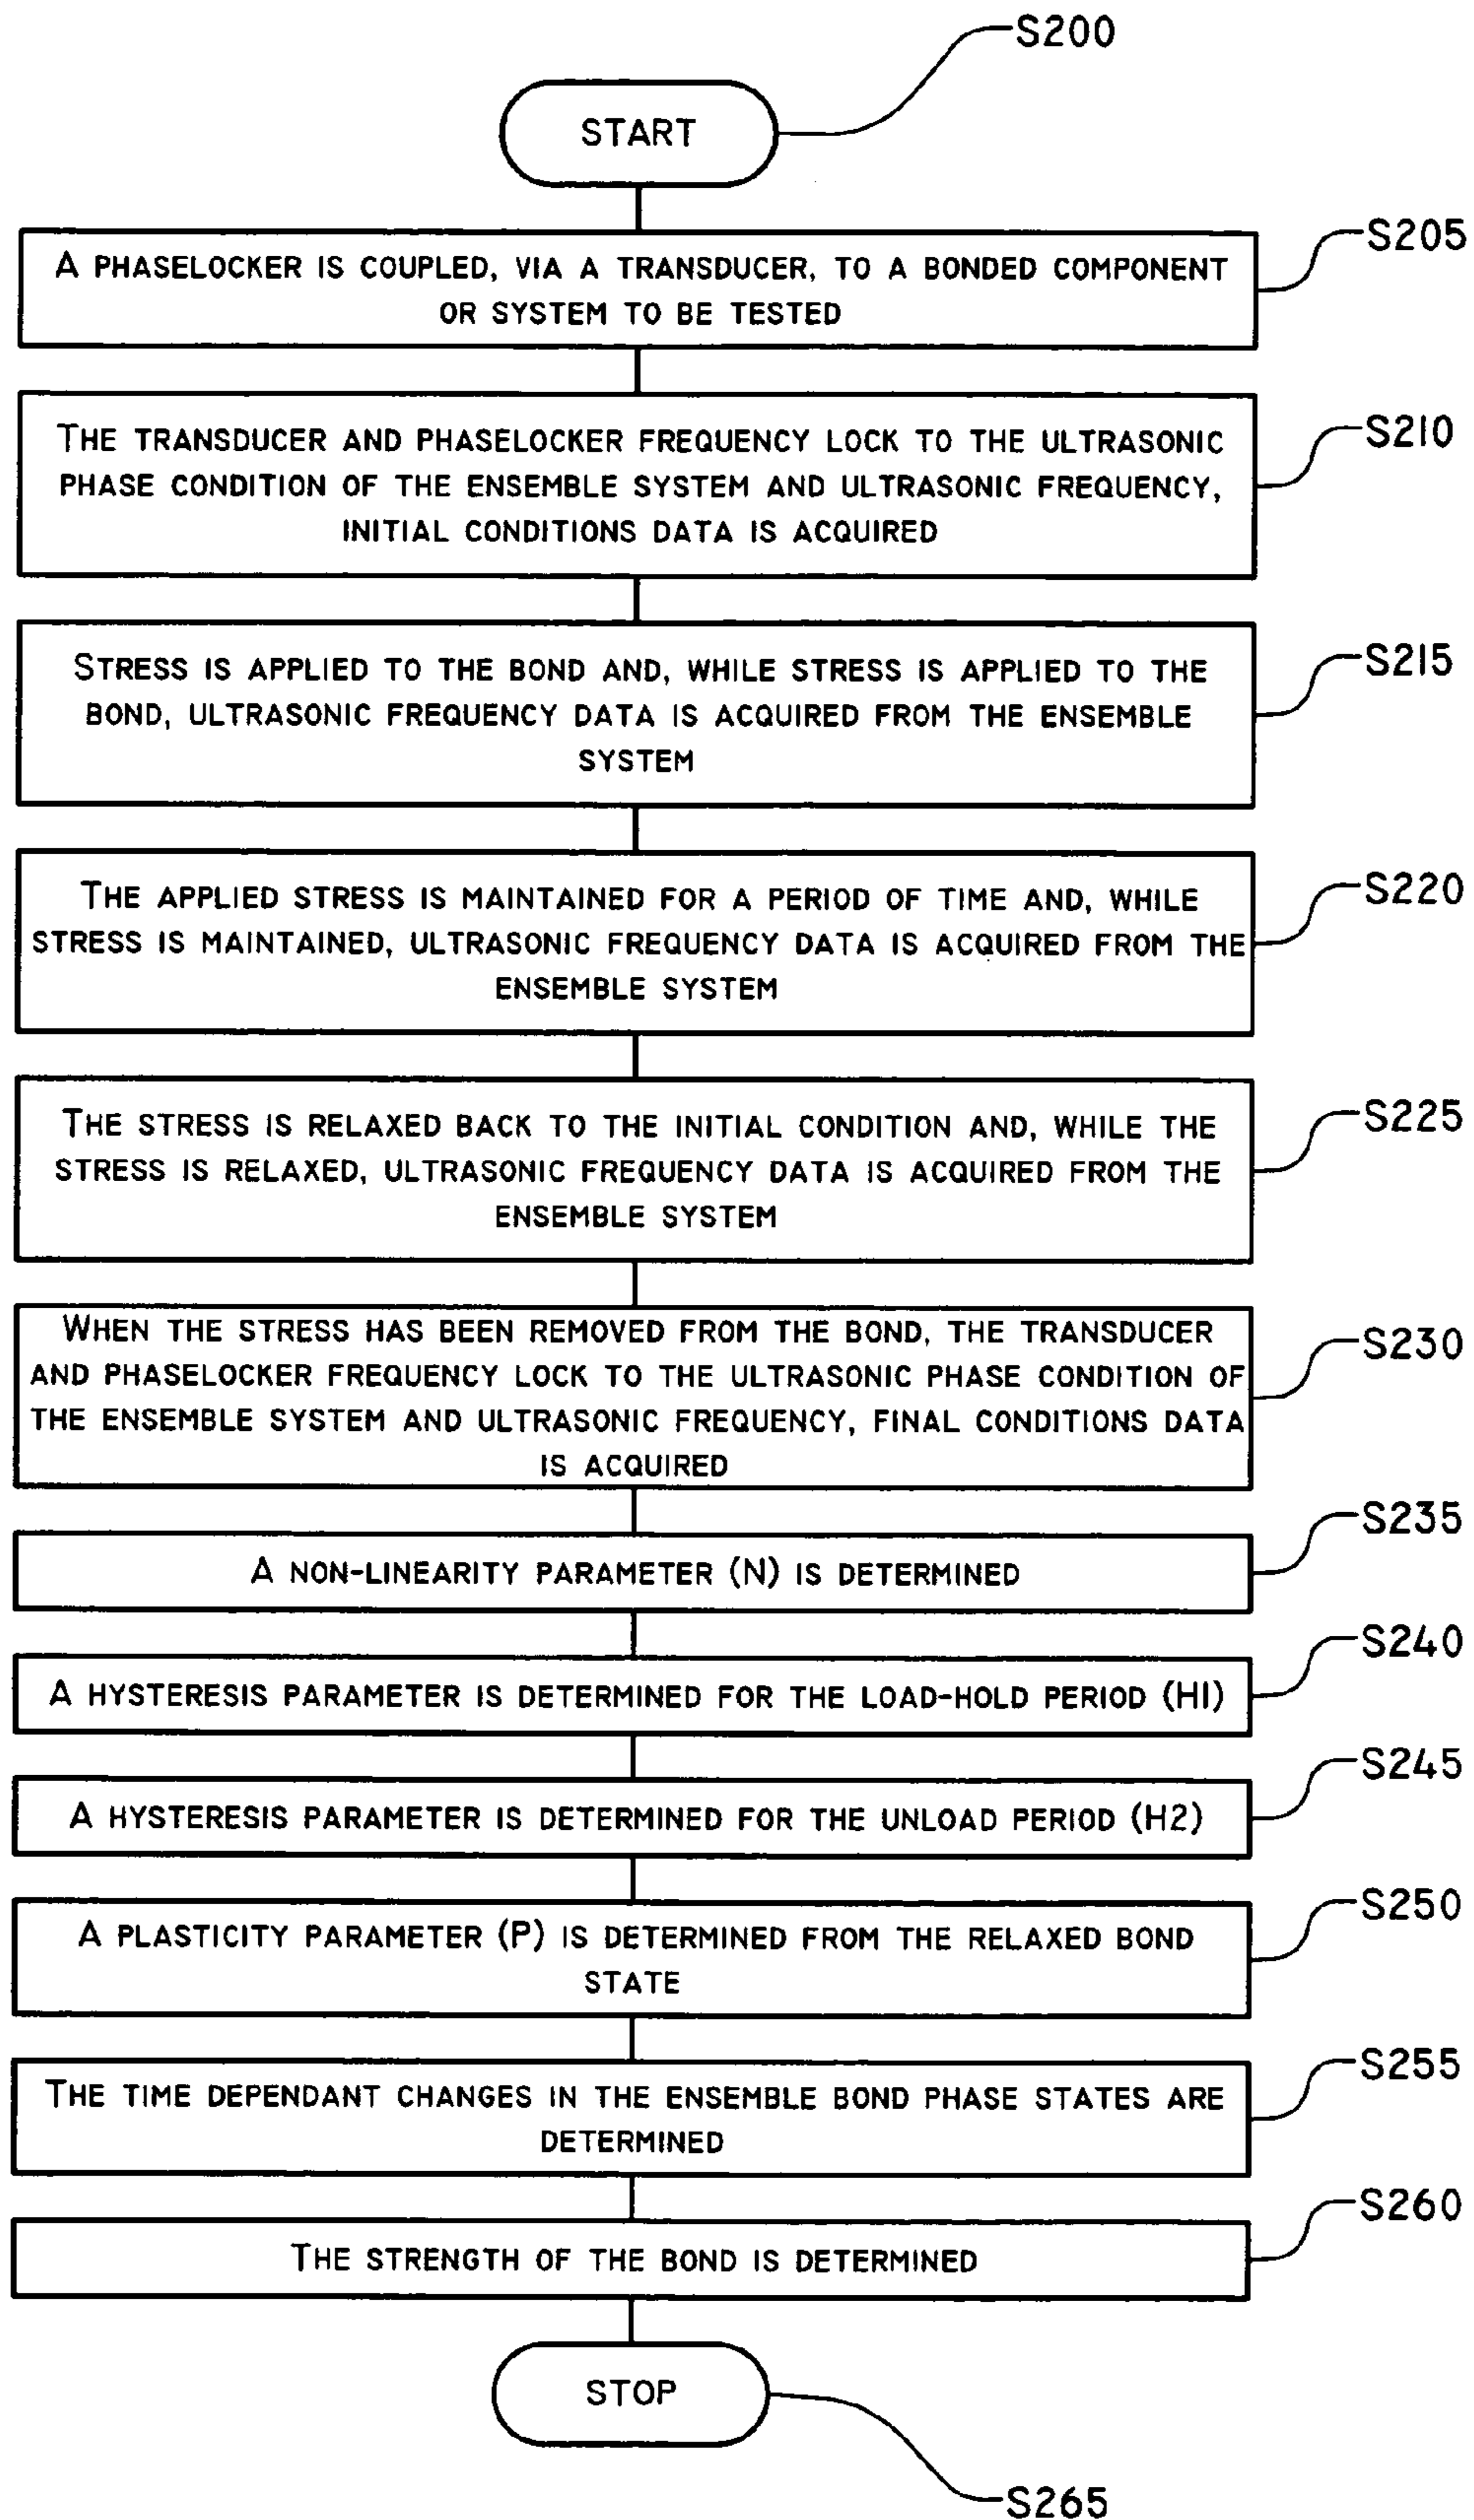 S200
START
S205
A PHASELOCKER IS COUPLED, VIA A TRANSDUCER, TO A BONDED COMPONENT
OR SYSTEM TO BE TESTED
S210
THE TRANSDUCER AND PHASELOCKER FREQUENCY LOCK TO THE ULTRASONIC
PHASE CONDITION OF THE ENSEMBLE SYSTEM AND ULTRASONIC FREQUENCY,
INITIAL CONDITIONS DATA IS ACQUIRED
S215
STRESS IS APPLIED TO THE BOND AND, WHILE STRESS IS APPLIED TO THE
BOND, ULTRASONIC FREQUENCY DATA IS ACQUIRED FROM THE ENSEMBLE
SYSTEM
S220
THE APPLIED STRESS IS MAINTAINED FOR A PERIOD OF TIME AND, WHILE
STRESS IS MAINTAINED, ULTRASONIC FREQUENCY DATA IS ACQUIRED FROM THE
ENSEMBLE SYSTEM
S225
THE STRESS IS RELAXED BACK TO THE INITIAL CONDITION AND, WHILE THE
STRESS IS RELAXED, ULTRASONIC FREQUENCY DATA IS ACQUIRED FROM THE
ENSEMBLE SYSTEM
S230
WHEN THE STRESS HAS BEEN REMOVED FROM THE BOND, THE TRANSDUCER
AND PHASELOCKER FREQUENCY LOCK TO THE ULTRASONIC PHASE CONDITION OF
THE ENSEMBLE SYSTEM AND ULTRASONIC FREQUENCY, FINAL CONDITIONS DATA
IS ACQUIRED
S235
A NON-LINEARITY PARAMETER (N) IS DETERMINED
S240
A HYSTERESIS PARAMETER IS DETERMINED FOR THE LOAD-HOLD PERIOD (H1)
S245
A HYSTERESIS PARAMETER IS DETERMINED FOR THE UNLOAD PERIOD (H2)
S250
A PLASTICITY PARAMETER (P) IS DETERMINED FROM THE RELAXED BOND
STATE
S255
THE TIME DEPENDANT CHANGES IN THE ENSEMBLE BOND PHASE STATES ARE
DETERMINED
S260
THE STRENGTH OF THE BOND IS DETERMINED
STOP
S265